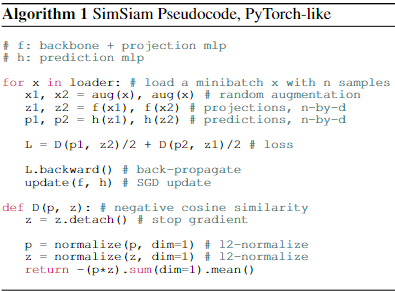 Algorithm 1 SimSiam Pseudocode, PyTorch-like
# f: backbone + projection mlp
# h: prediction mlp
for x in loader: # load a minibatch x with n samples
x1, x2 = aug(x), aug(x) # random augmentation
z1, z2 = f(x1), f(x2) # projections, n-by-d
p1, p2 = h(z1), h(z2) # predictions, n-by-d
L = D(p1, z2)/2 + D(p2, z1)/2 # loss
L.backward() # back-propagate
update(f, h) # SGD update
def D(p, z): # negative cosine similarity
z = z.detach() # stop gradient
p = normalize(p, dim=1) # l2-normalize
z = normalize(z, dim=1) # l2-normalize
return -(p*z).sum(dim=1).mean()